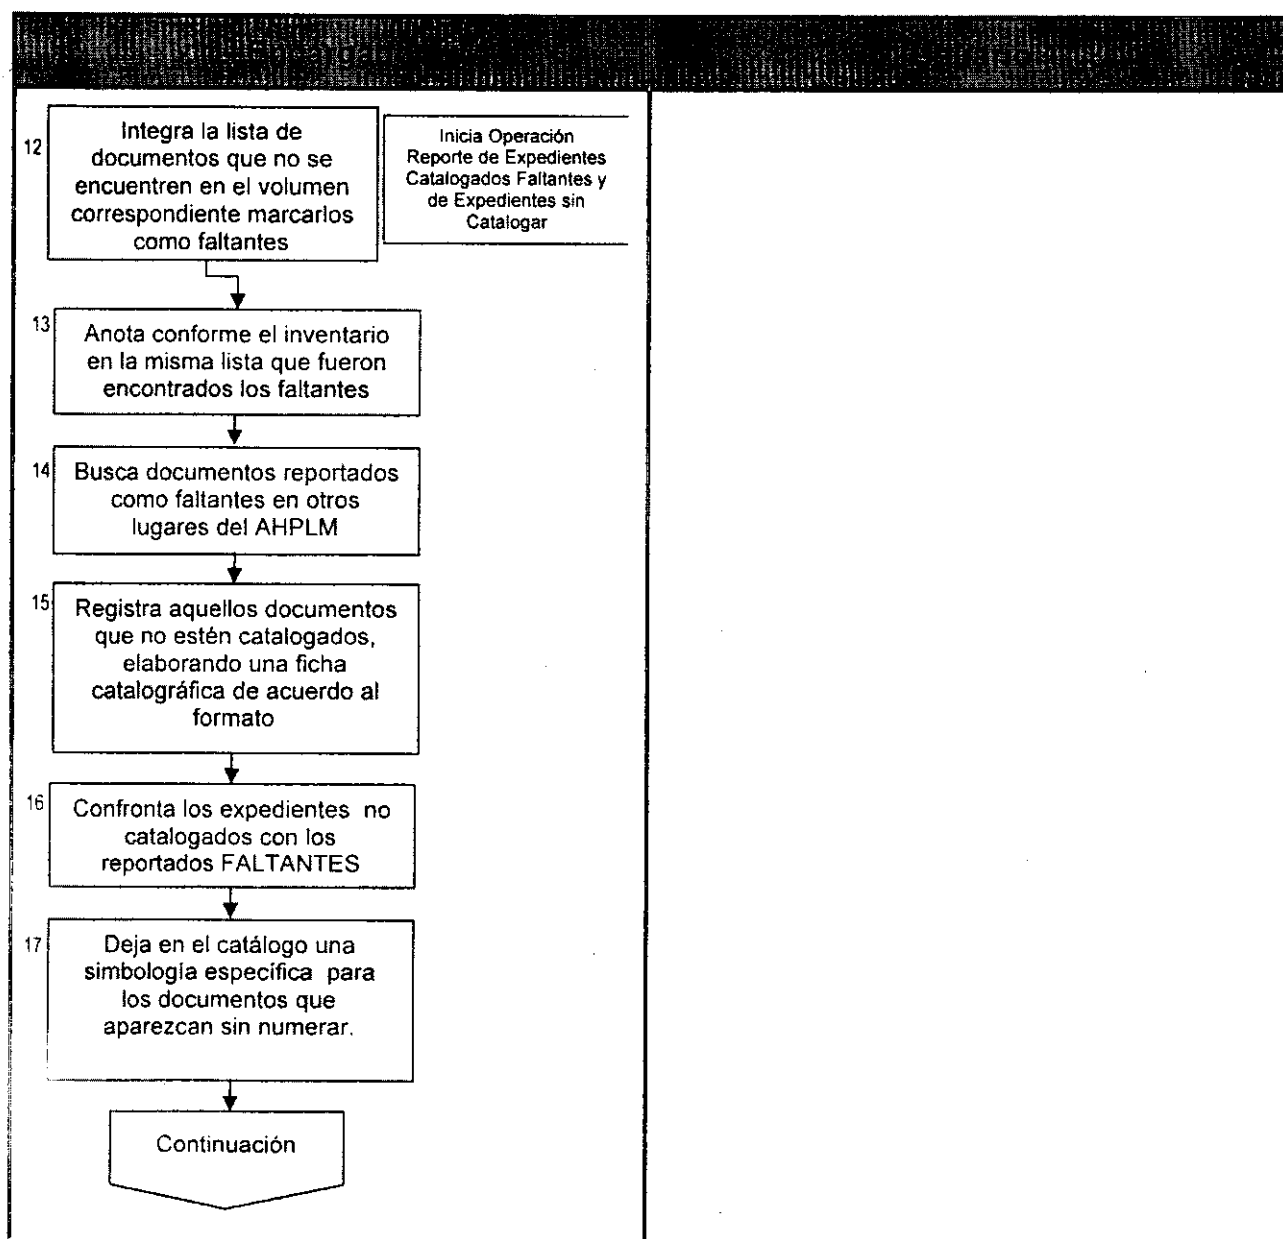 12
Integra la lista de
documentos que no se
encuentren en el volumen
correspondiente marcarlos
como faltantes
Inicia Operación
Reporte de Expedientes
Catalogados Faltantes y
de Expedientes sin
Catalogar
13
Anota conforme el inventario
en la misma lista que fueron
encontrados los faltantes
14
Busca documentos reportados
como faltantes en otros
lugares del AHPLM
15
Registra aquellos documentos
que no estén catalogados,
elaborando una ficha
catalográfica de acuerdo al
formato
16
Confronta los expedientes no
catalogados con los
reportados FALTANTES
17
Deja en el catálogo una
simbología específica para
los documentos que
aparezcan sin numerar.
Continuación